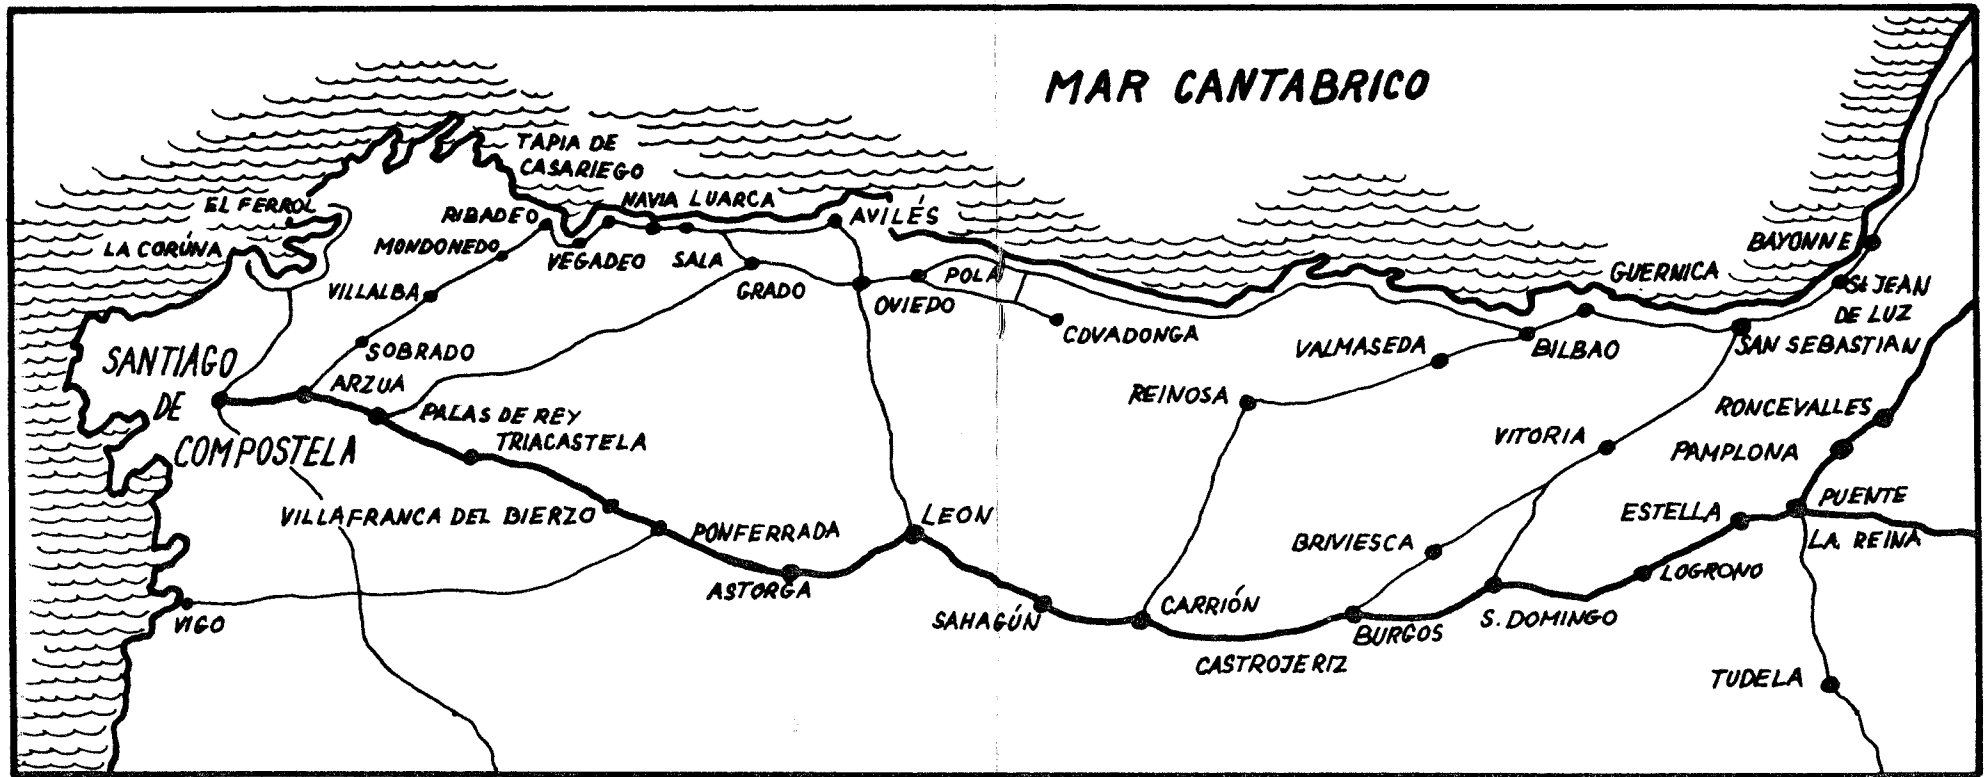 MAR CANTABRICO
TAPIA DE
CASARIEGO
EL FERROL
LA CORÚNA
RIBADEO
NAVIA LUARCA
AVILÉS
MONDONEDO
VEGADEO
SALA
VILLALBA
GRADO
OVIEDO
POLA
COVADONGA
GUERNICA
BAYONNE
St JEAN
DE LUZ
SAN SEBASTIAN
BILBAO
VALMASEDA
REINOSA
SOBRADO
SANTIAGO
DE
COMPOSTELA
ARZUA
PALAS DE REY
TRIACASTELA
VILLAFRANCA DEL BIERZO
PONFERRADA
ASTORGA
LEON
VIGO
SAHAGÚN
CARRIÓN
CASTROJERIZ
BURGOS
BRIVIESCA
VITORIA
S. DOMINGO
LOGRONO
ESTELLA
PUENTE
LA REINA
PAMPLONA
RONCEVALLES
TUDELA